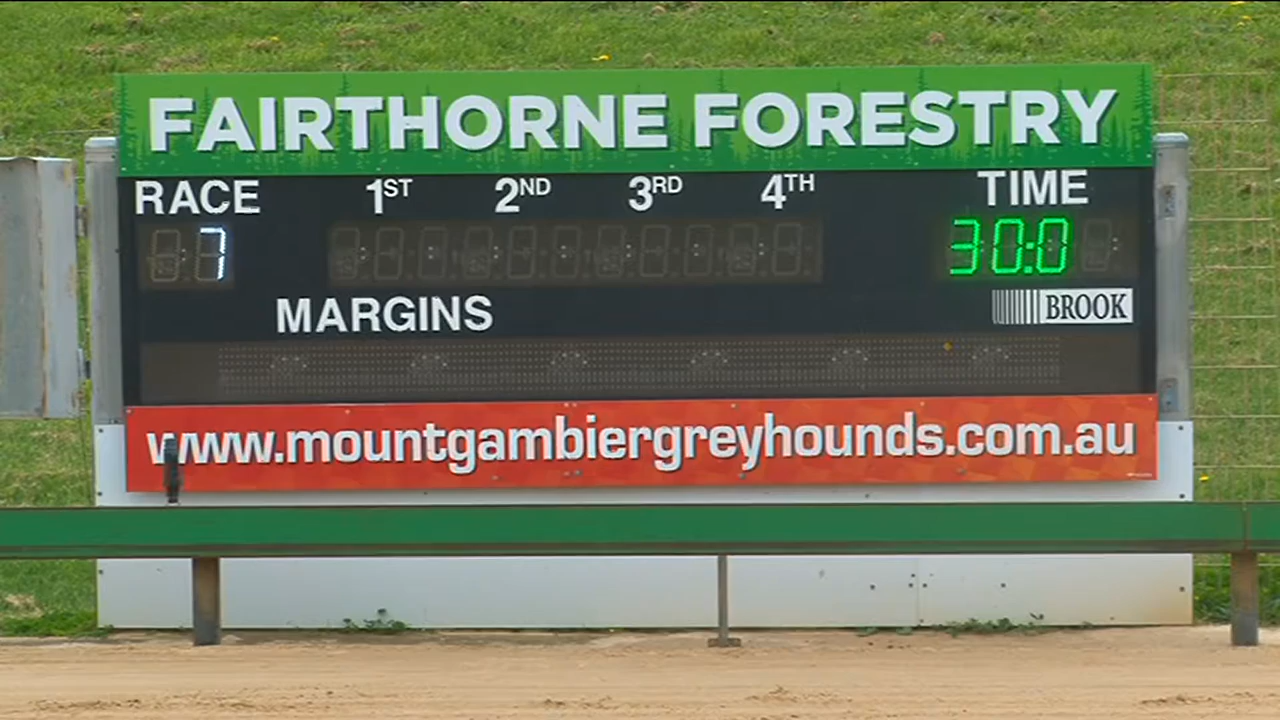 FAIRTHORNE FORESTRY
RACE 1ST 2ND 3RD 4TH TIME
7 30:0
MARGINS BROOK
www.mountgambiergreyhounds.com.au